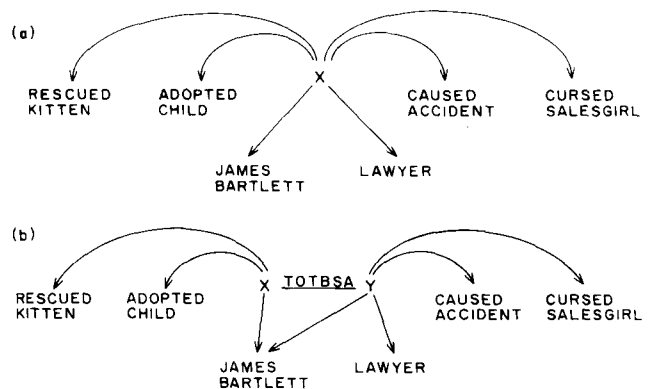 (a)
X
RESCUED KITTEN
ADOPTED CHILD
CAUSED ACCIDENT
CURSED SALESGIRL
JAMES BARTLETT
LAWYER
(b)
X TOTBSA Y
RESCUED KITTEN
ADOPTED CHILD
CAUSED ACCIDENT
CURSED SALESGIRL
JAMES BARTLETT
LAWYER